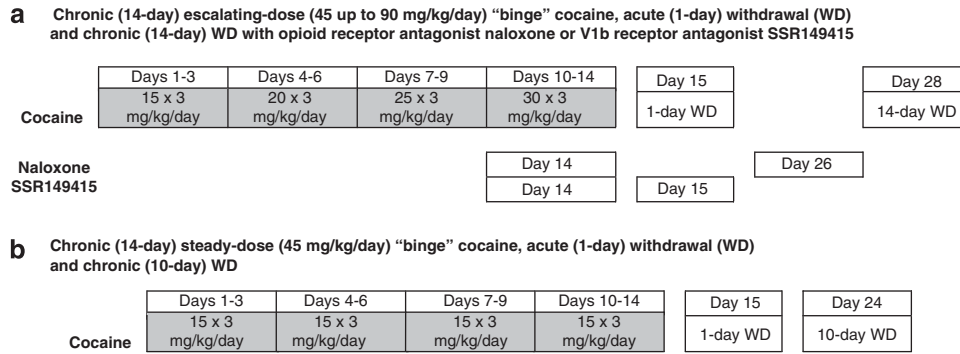 a Chronic (14-day) escalating-dose (45 up to 90 mg/kg/day) “binge” cocaine, acute (1-day) withdrawal (WD)
and chronic (14-day) WD with opioid receptor antagonist naloxone or V1b receptor antagonist SSR149415
Days 1-3 Days 4-6 Days 7-9 Days 10-14 Day 15 Day 28
15 x 3 20 x 3 25 x 3 30 x 3
mg/kg/day mg/kg/day mg/kg/day mg/kg/day
1-day WD 14-day WD
Cocaine
Naloxone Day 14 Day 26
SSR149415 Day 14 Day 15
b Chronic (14-day) steady-dose (45 mg/kg/day) “binge” cocaine, acute (1-day) withdrawal (WD)
and chronic (10-day) WD
Days 1-3 Days 4-6 Days 7-9 Days 10-14 Day 15 Day 24
15 x 3 15 x 3 15 x 3 15 x 3
mg/kg/day mg/kg/day mg/kg/day mg/kg/day
1-day WD 10-day WD
Cocaine